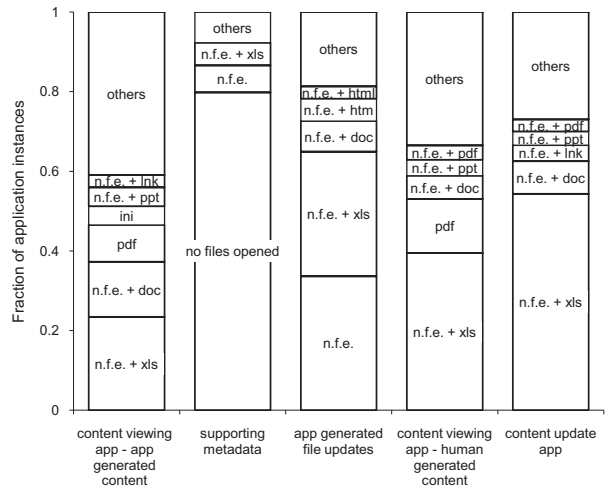 Fraction of application instances
1
0.8
0.6
0.4
0.2
0
others
n.f.e. + lnk
n.f.e. + ppt
ini
pdf
n.f.e. + doc
n.f.e. + xls
others
n.f.e. + xls
n.f.e.
no files opened
others
n.f.e. + html
n.f.e. + htm
n.f.e. + doc
n.f.e. + xls
n.f.e.
others
n.f.e. + pdf
n.f.e. + ppt
n.f.e. + doc
pdf
n.f.e. + xls
others
n.f.e. + pdf
n.f.e. + ppt
n.f.e. + lnk
n.f.e. + doc
n.f.e. + xls
content viewing
app - app
generated
content
supporting
metadata
app generated
file updates
content viewing
app - human
generated
content
content update
app